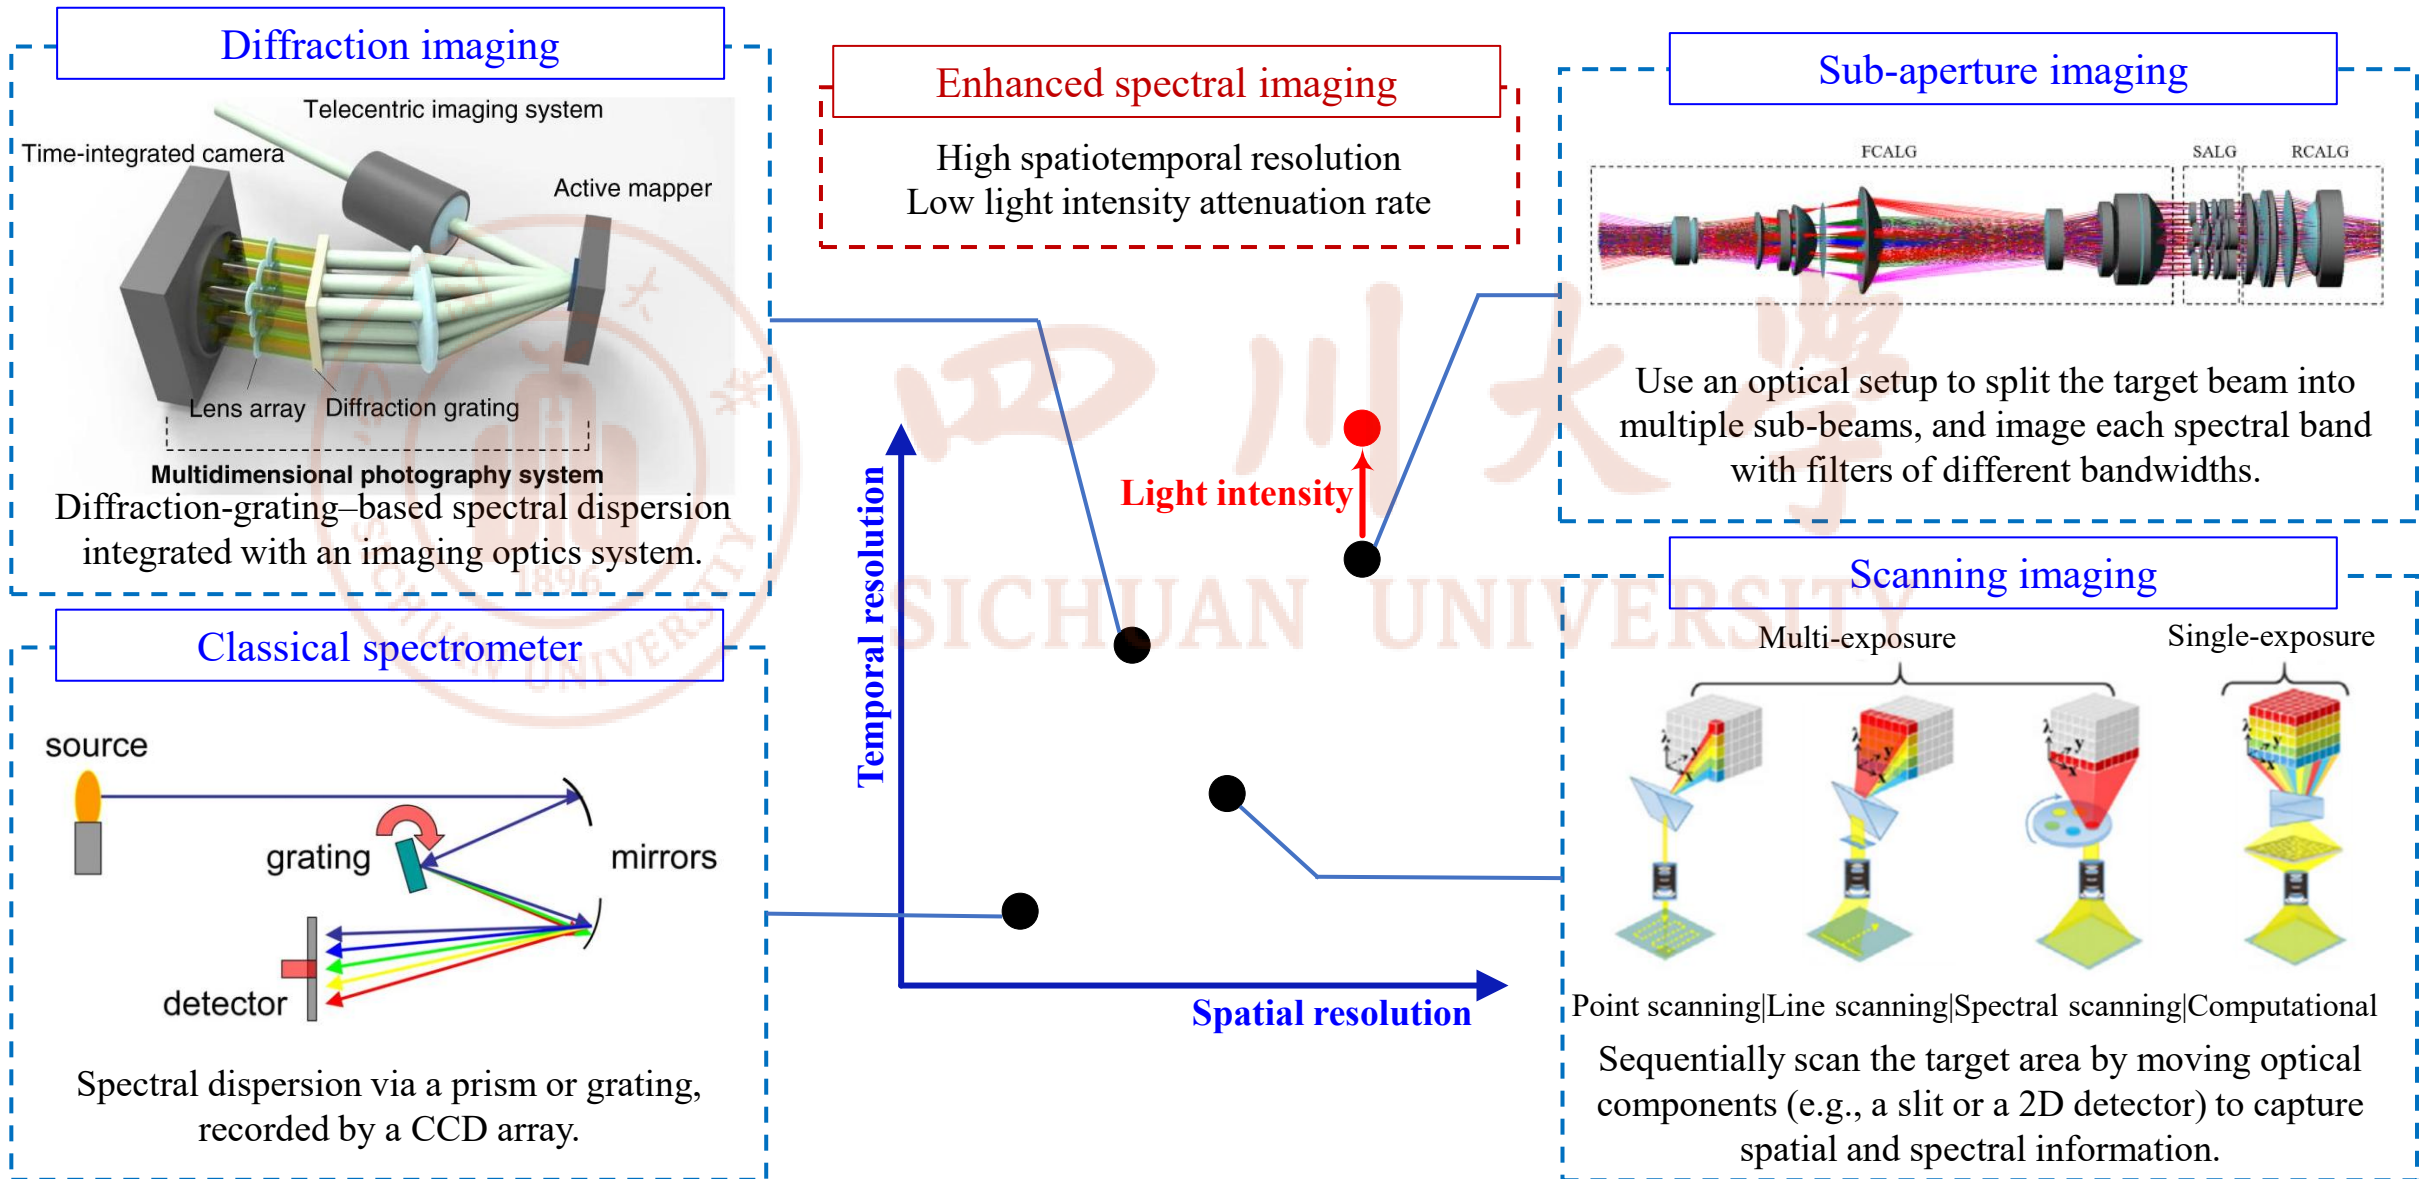 Diffraction imaging
Telecentric imaging system
Time-integrated camera
Active mapper
Lens array
Diffraction grating
Multidimensional photography system
Diffraction-grating–based spectral dispersion
integrated with an imaging optics system.
Classical spectrometer
source
grating
mirrors
detector
Spectral dispersion via a prism or grating,
recorded by a CCD array.
Enhanced spectral imaging
High spatiotemporal resolution
Low light intensity attenuation rate
Temporal resolution
Light intensity
Spatial resolution
Sub-aperture imaging
FCALG
SALG
RCALG
Use an optical setup to split the target beam into
multiple sub-beams, and image each spectral band
with filters of different bandwidths.
Scanning imaging
Multi-exposure
Single-exposure
λ y x
λ y x
λ y x
λ y x
Point scanning|Line scanning|Spectral scanning|Computational
Sequentially scan the target area by moving optical
components (e.g., a slit or a 2D detector) to capture
spatial and spectral information.
四川大学
SICHUAN UNIVERSITY
1896
SICHUAN UNIVERSITY